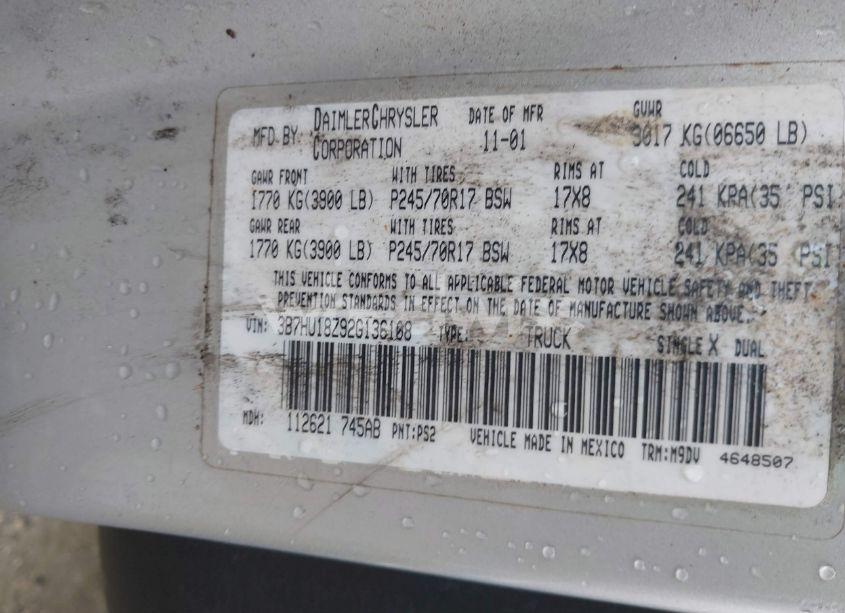 MFD BY: DAIMLERCHRYSLER CORPORATION DATE OF MFR 11-01 GVWR 3017 KG(06650 LB)
GAWR FRONT WITH TIRES RIMS AT COLD
1770 KG(3900 LB) P245/70R17 BSW 17X8 241 KPA(35 PSI
GAWR REAR WITH TIRES RIMS AT COLD
1770 KG(3900 LB) P245/70R17 BSW 17X8 241 KPA(35 PSI
THIS VEHICLE CONFORMS TO ALL APPLICABLE FEDERAL MOTOR VEHICLE SAFETY AND THEFT
PREVENTION STANDARDS IN EFFECT ON THE DATE OF MANUFACTURE SHOWN ABOVE.
VIN: 3B7HU18Z92G136108 TYPE: TRUCK SINGLE X DUAL
MDH: 112621 745AB PNT:PS2 VEHICLE MADE IN MEXICO TRM:M9DV 4648507